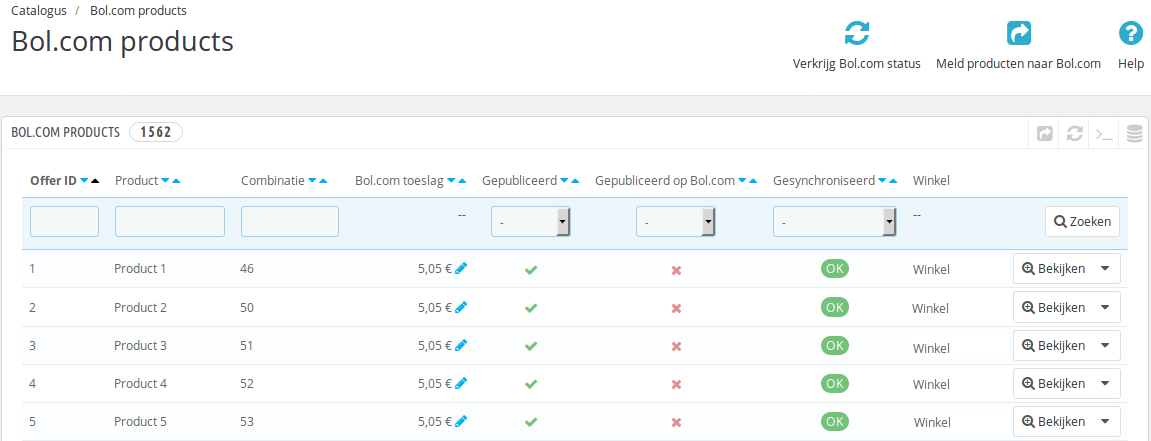 Catalogus / Bol.com products
Bol.com products
Verkrijg Bol.com status Meld producten naar Bol.com Help
BOL.COM PRODUCTS 1562
Offer ID Product Combinatie Bol.com toeslag Gepubliceerd Gepubliceerd op Bol.com Gesynchroniseerd Winkel
-- - - - -- Zoeken
1 Product 1 46 5,05 € OK Winkel Bekijken
2 Product 2 50 5,05 € OK Winkel Bekijken
3 Product 3 51 5,05 € OK Winkel Bekijken
4 Product 4 52 5,05 € OK Winkel Bekijken
5 Product 5 53 5,05 € OK Winkel Bekijken